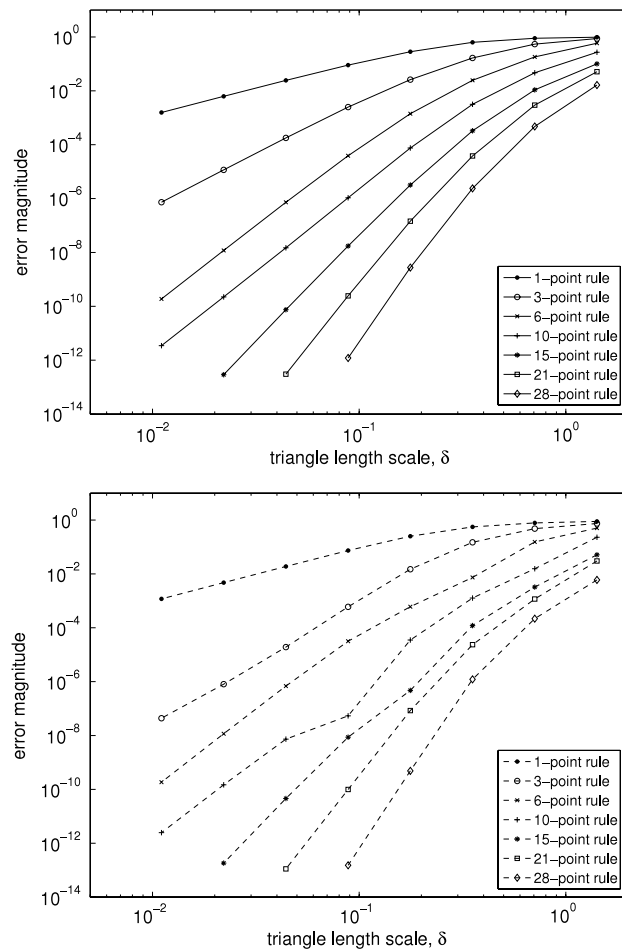 10^0
10^−2
10^−4
10^−6
10^−8
10^−10
10^−12
10^−14
error magnitude
1−point rule
3−point rule
6−point rule
10−point rule
15−point rule
21−point rule
28−point rule
10^−2
10^−1
10^0
triangle length scale, δ
10^0
10^−2
10^−4
10^−6
10^−8
10^−10
10^−12
10^−14
error magnitude
1−point rule
3−point rule
6−point rule
10−point rule
15−point rule
21−point rule
28−point rule
10^−2
10^−1
10^0
triangle length scale, δ